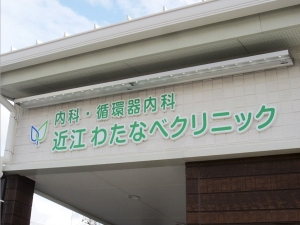 内科・循環器内科
近江 わたなべクリニック